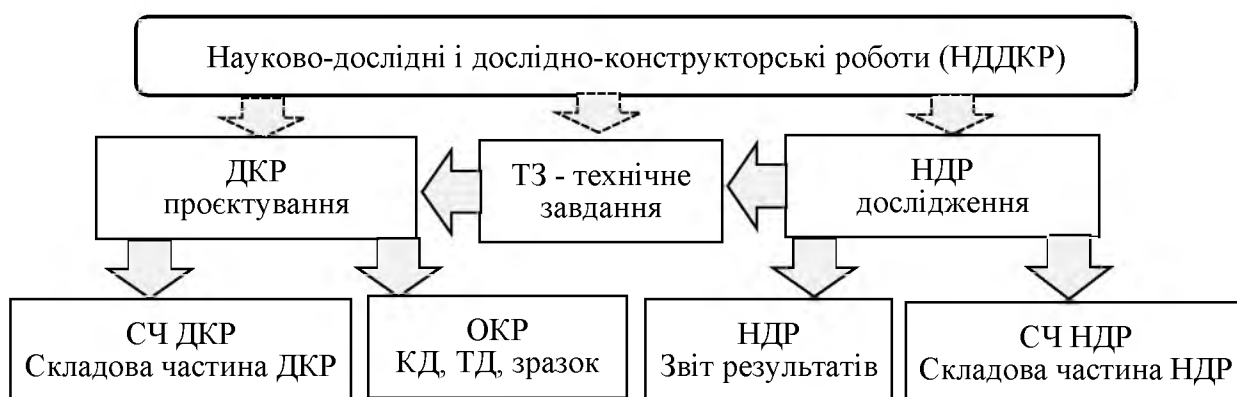 Науково-дослідні і дослідно-конструкторські роботи (НДДКР)
ДКР
проєктування
ТЗ - технічне
завдання
НДР
дослідження
СЧ ДКР
Складова частина ДКР
ОКР
КД, ТД, зразок
НДР
Звіт результатів
СЧ НДР
Складова частина НДР